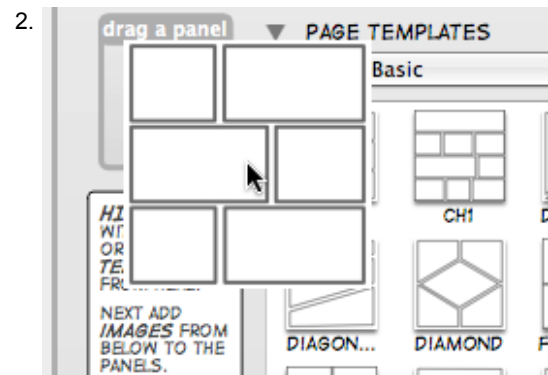 2.
drag a panel
PAGE TEMPLATES
Basic
CH1
DIAGON...
DIAMOND
NEXT ADD
IMAGES FROM
BELOW TO THE
PANELS.